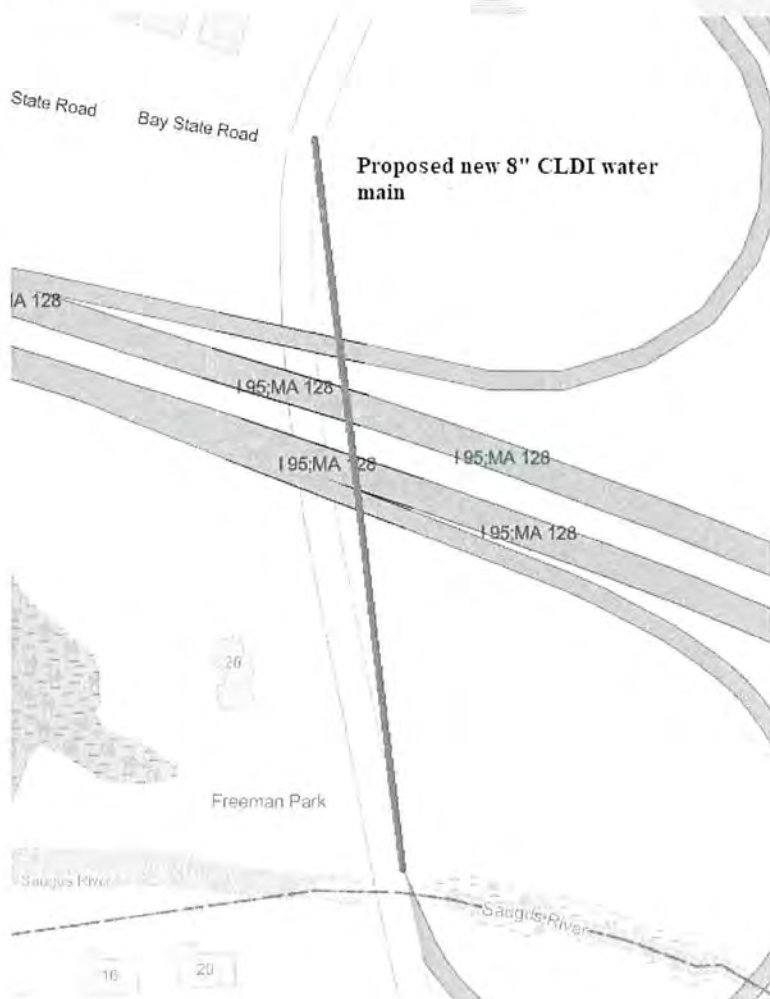 State Road
Bay State Road
Proposed new 8" CLDI water
main
MA 128
I 95;MA 128
I 95;MA 128
I 95;MA 128
I 95;MA 128
26
Freeman Park
Saugus River
Saugus River
16
20